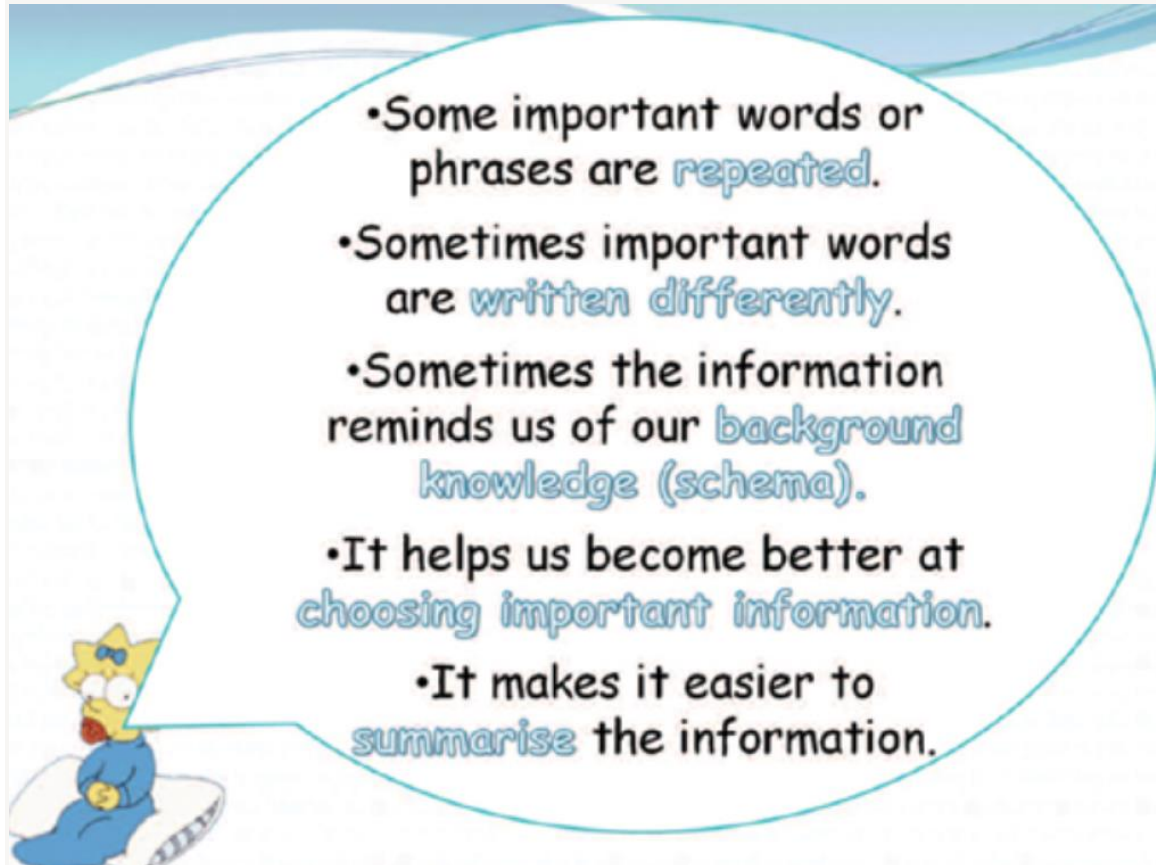 •Some important words or
phrases are repeated.
•Sometimes important words
are written differently.
•Sometimes the information
reminds us of our background
knowledge (schema).
•It helps us become better at
choosing important information.
•It makes it easier to
summarise the information.